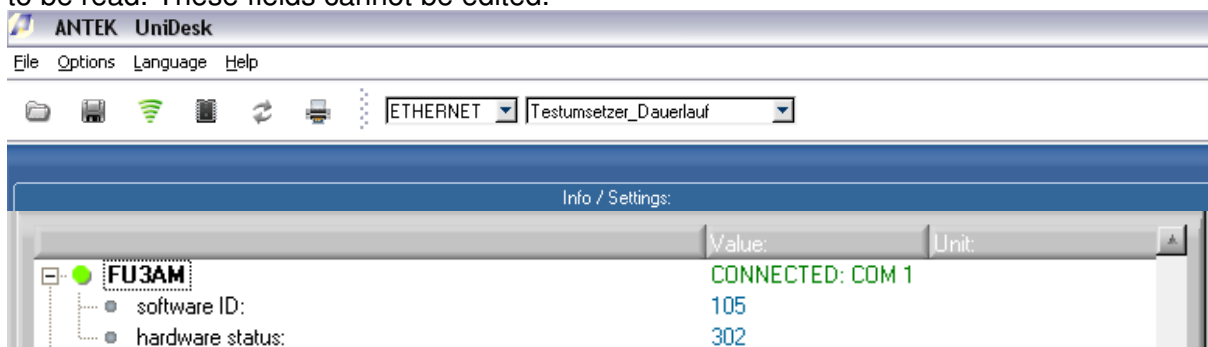 to be read. These fields cannot be edited.
ANTEK UniDesk
File Options Language Help
ETHERNET Testumsetzer_Dauerlauf
Info / Settings:
Value: Unit:
FU3AM CONNECTED: COM 1
software ID: 105
hardware status: 302